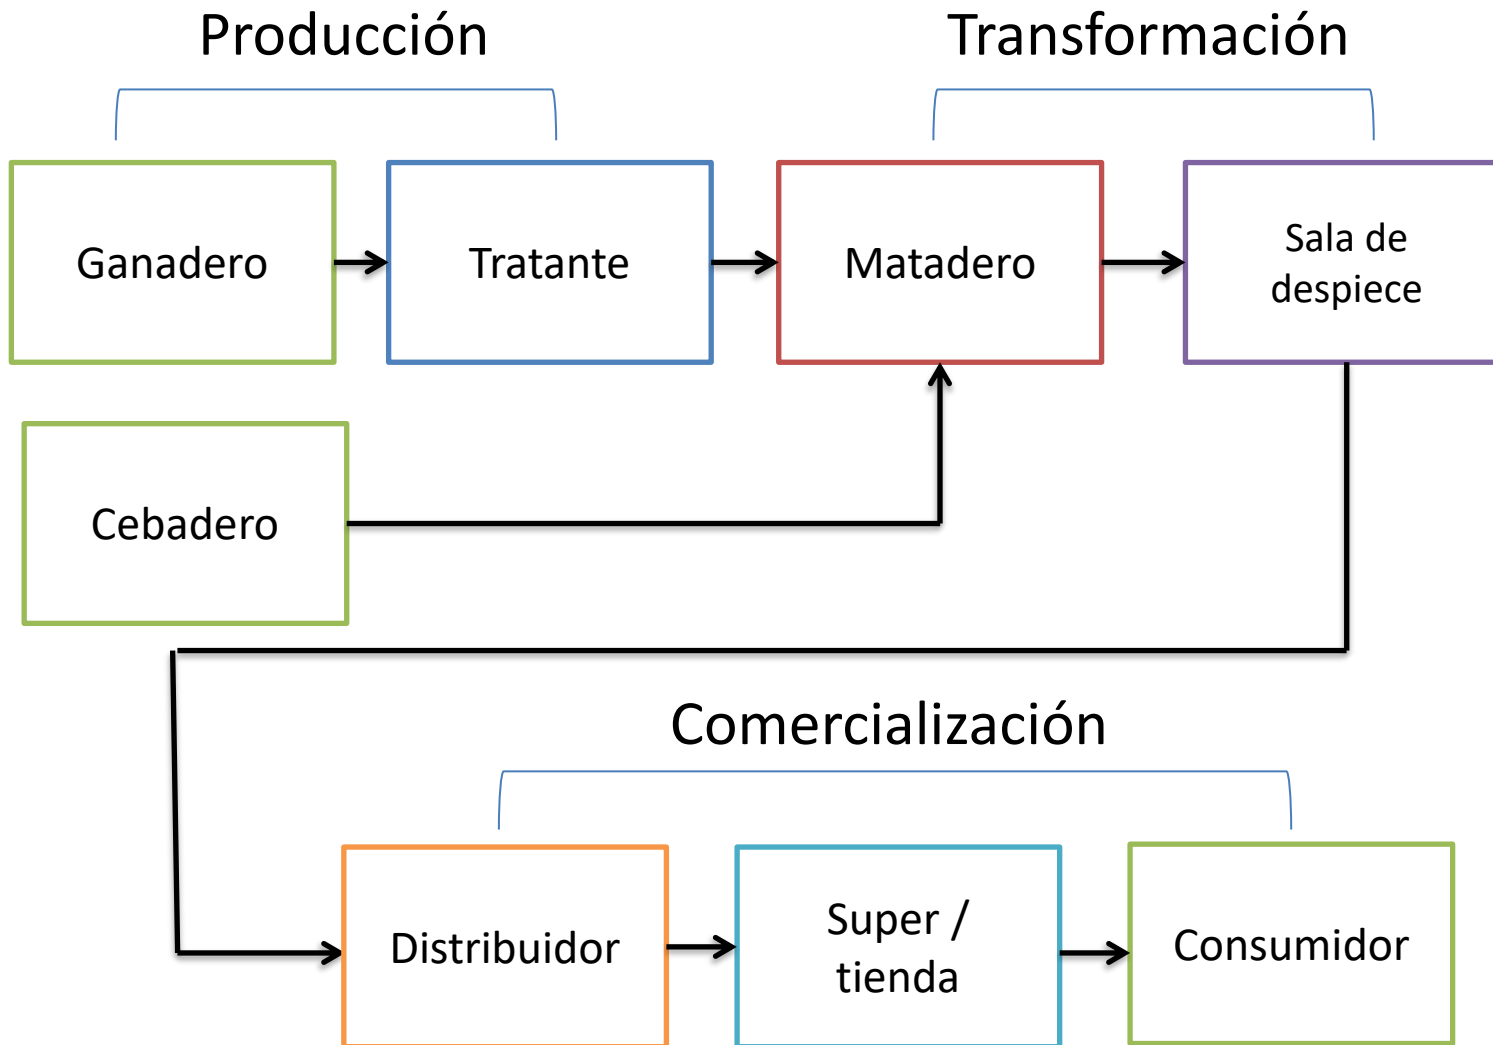 Producción
Transformación
Ganadero
Tratante
Matadero
Sala de
despiece
Cebadero
Comercialización
Distribuidor
Super /
tienda
Consumidor